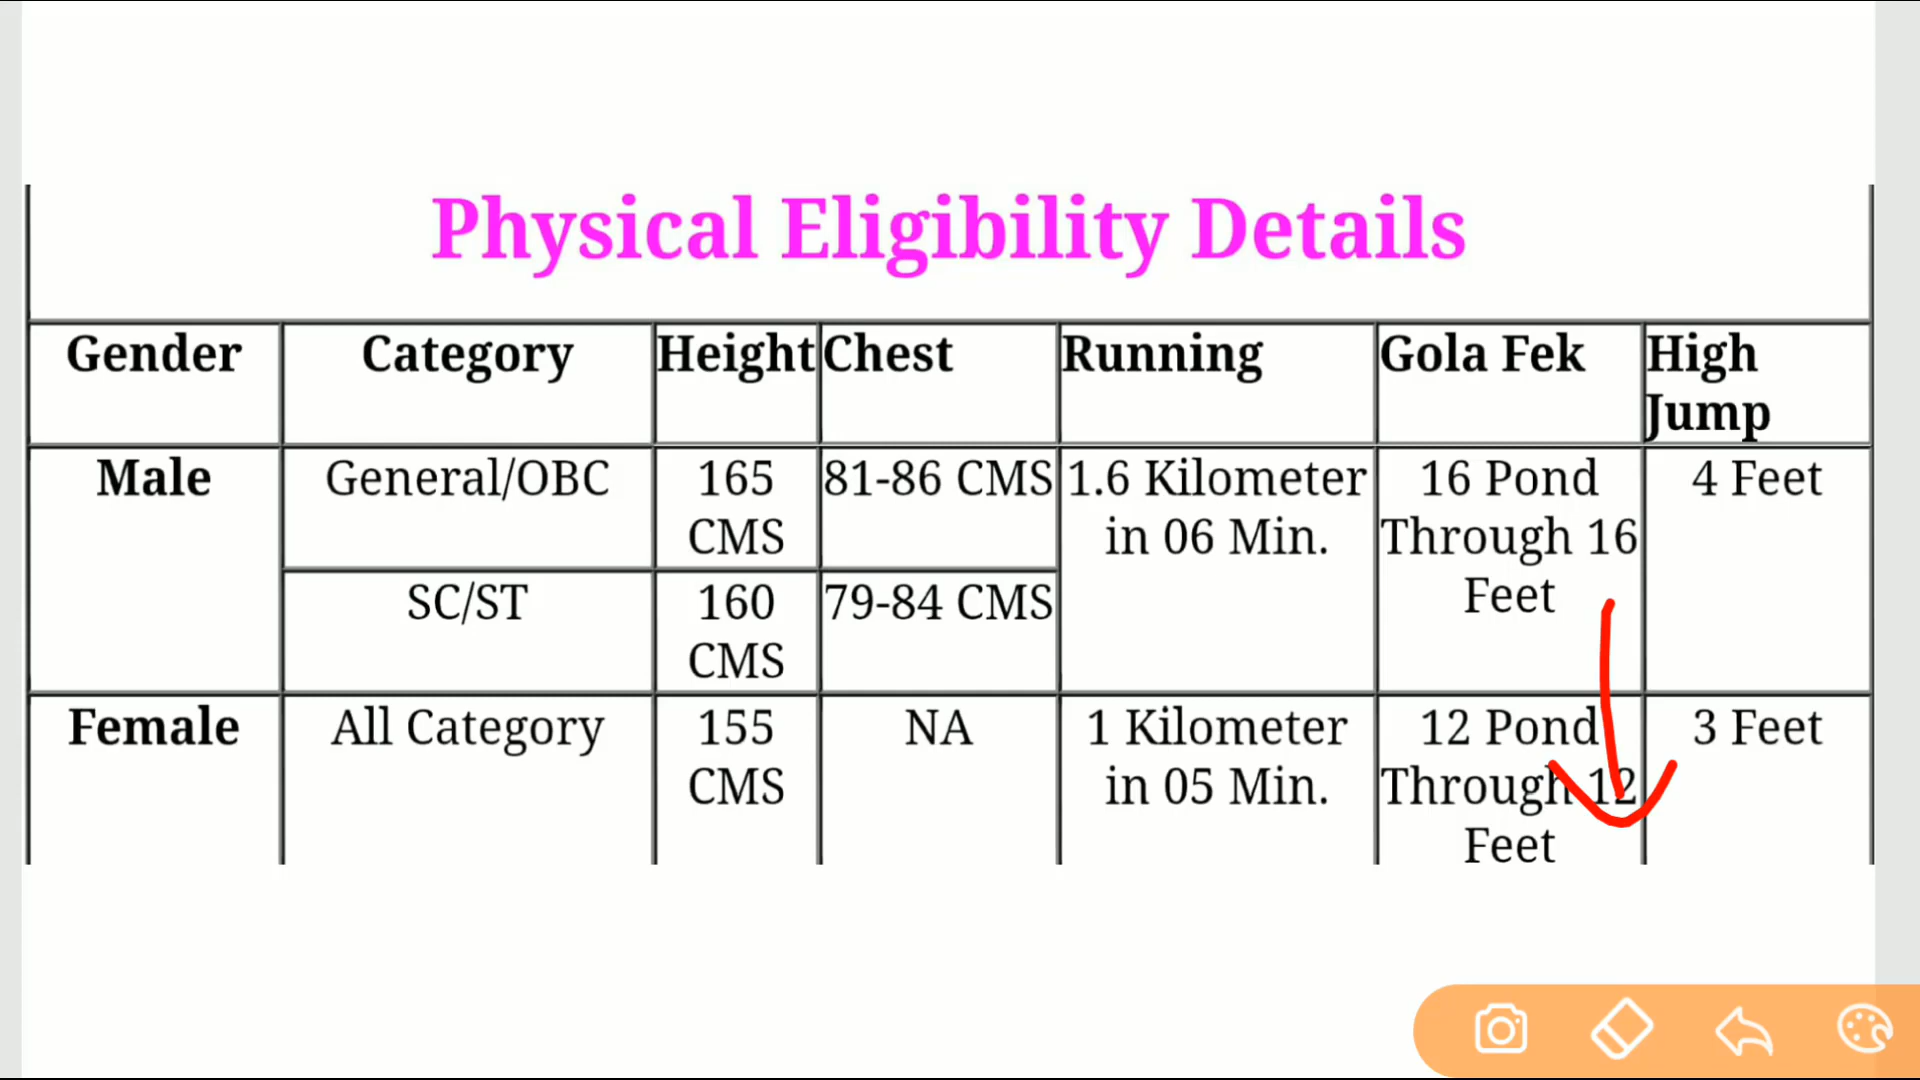 Physical Eligibility Details
Gender Category Height Chest Running Gola Fek High
Jump
Male General/OBC 165 81-86 CMS 1.6 Kilometer 16 Pond 4 Feet
CMS in 06 Min. Through 16
Feet
SC/ST 160 79-84 CMS
CMS
Female All Category 155 NA 1 Kilometer 12 Pond 3 Feet
CMS in 05 Min. Through 12
Feet